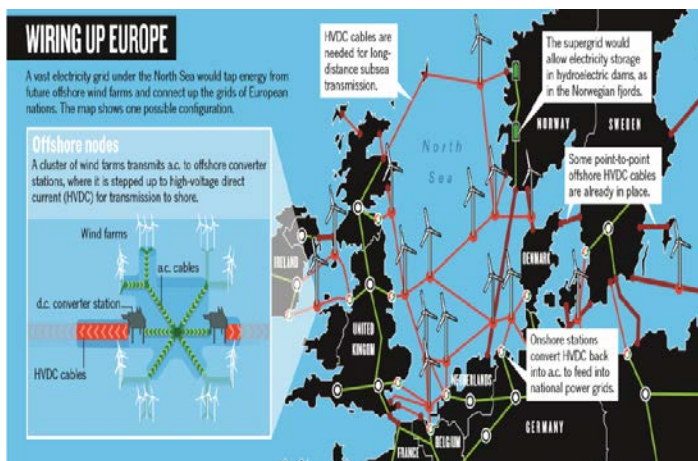 WIRING UP EUROPE
A vast electricity grid under the North Sea would tap energy from
future offshore wind farms and connect up the grids of European
nations. The map shows one possible configuration.
Offshore nodes
A cluster of wind farms transmits a.c. to offshore converter
stations, where it is stepped up to high-voltage direct
current (HVDC) for transmission to shore.
Wind farms
a.c. cables
d.c. converter station
HVDC cables
HVDC cables are
needed for long-
distance subsea
transmission.
The supergrid would
allow electricity storage
in hydroelectric dams, as
in the Norwegian fjords.
NORWAY
SWEDEN
North
Sea
Some point-to-point
offshore HVDC cables
are already in place.
IRELAND
DENMARK
UNITED
KINGDOM
Onshore stations
convert HVDC back
into a.c. to feed into
national power grids.
NETHERLANDS
BELGIUM
GERMANY
FRANCE